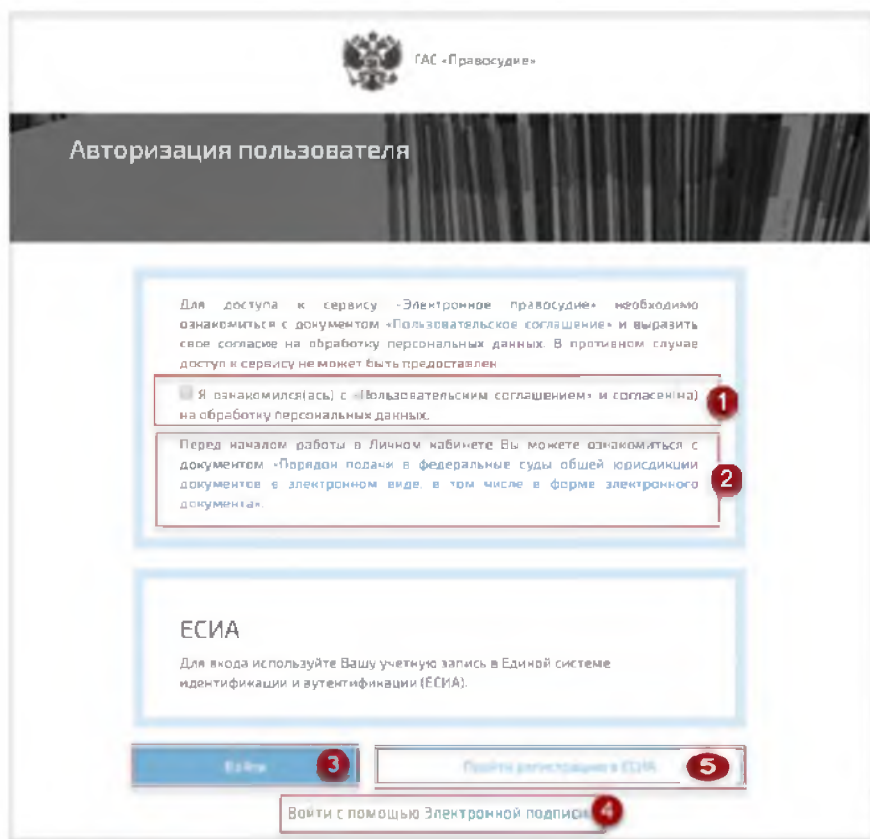 ГАС «Правосудие»
Авторизация пользователя
Для доступа к сервису «Электронное правосудие» необходимо
ознакомиться с документом «Пользовательское соглашение» и выразить
свое согласие на обработку персональных данных. В противном случае
доступ к сервису не может быть предоставлен
Я ознакомился(ась) с «Пользовательским соглашением» и согласен(на)
на обработку персональных данных.
1
Перед началом работы в Личном кабинете Вы можете ознакомиться с
документом «Порядок подачи в федеральные суды общей юрисдикции
документов в электронном виде, в том числе в форме электронного
документа».
2
ЕСИА
Для входа используйте Вашу учетную запись в Единой системе
идентификации и аутентификации (ЕСИА).
Войти 3
Пройти регистрацию в ЕСИА 5
Войти с помощью Электронной подписи 4